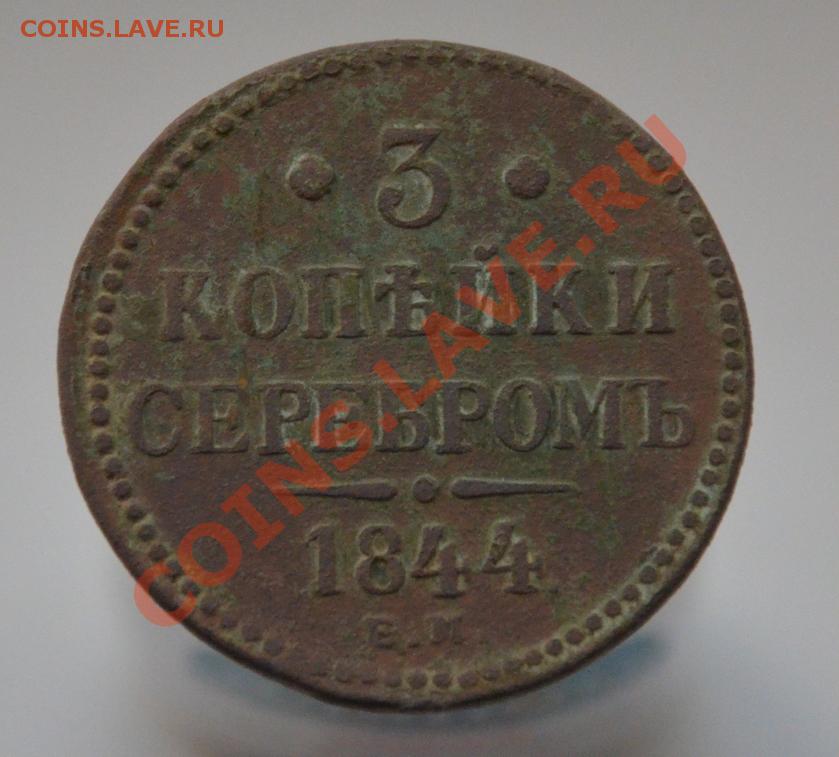 COINS.LAVE.RU
• 3 •
КОПѢЙКИ
СЕРЕБРОМЪ
1844.
Е.М.
COINS.LAVE.RU